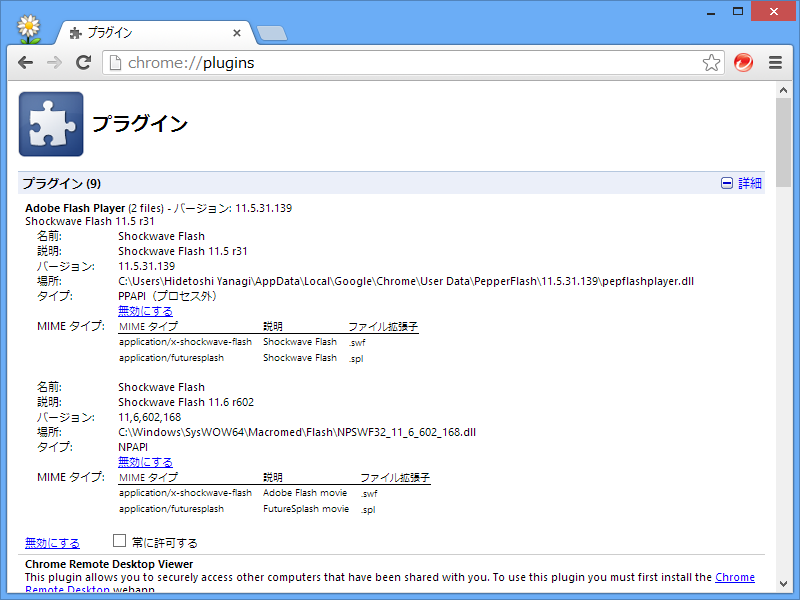 プラグイン
chrome://plugins
プラグイン
プラグイン (9) 詳細
Adobe Flash Player (2 files) - バージョン: 11.5.31.139
Shockwave Flash 11.5 r31
名前: Shockwave Flash
説明: Shockwave Flash 11.5 r31
バージョン: 11.5.31.139
場所: C:\Users\Hidetoshi Yanagi\AppData\Local\Google\Chrome\User Data\PepperFlash\11.5.31.139\pepflashplayer.dll
タイプ: PPAPI（プロセス外）
無効にする
MIME タイプ: MIME タイプ 説明 ファイル拡張子
application/x-shockwave-flash Shockwave Flash .swf
application/futuresplash Shockwave Flash .spl
名前: Shockwave Flash
説明: Shockwave Flash 11.6 r602
バージョン: 11,6,602,168
場所: C:\Windows\SysWOW64\Macromed\Flash\NPSWF32_11_6_602_168.dll
タイプ: NPAPI
無効にする
MIME タイプ: MIME タイプ 説明 ファイル拡張子
application/x-shockwave-flash Adobe Flash movie .swf
application/futuresplash FutureSplash movie .spl
無効にする 常に許可する
Chrome Remote Desktop Viewer
This plugin allows you to securely access other computers that have been shared with you. To use this plugin you must first install the Chrome
Remote Desktop webapp.